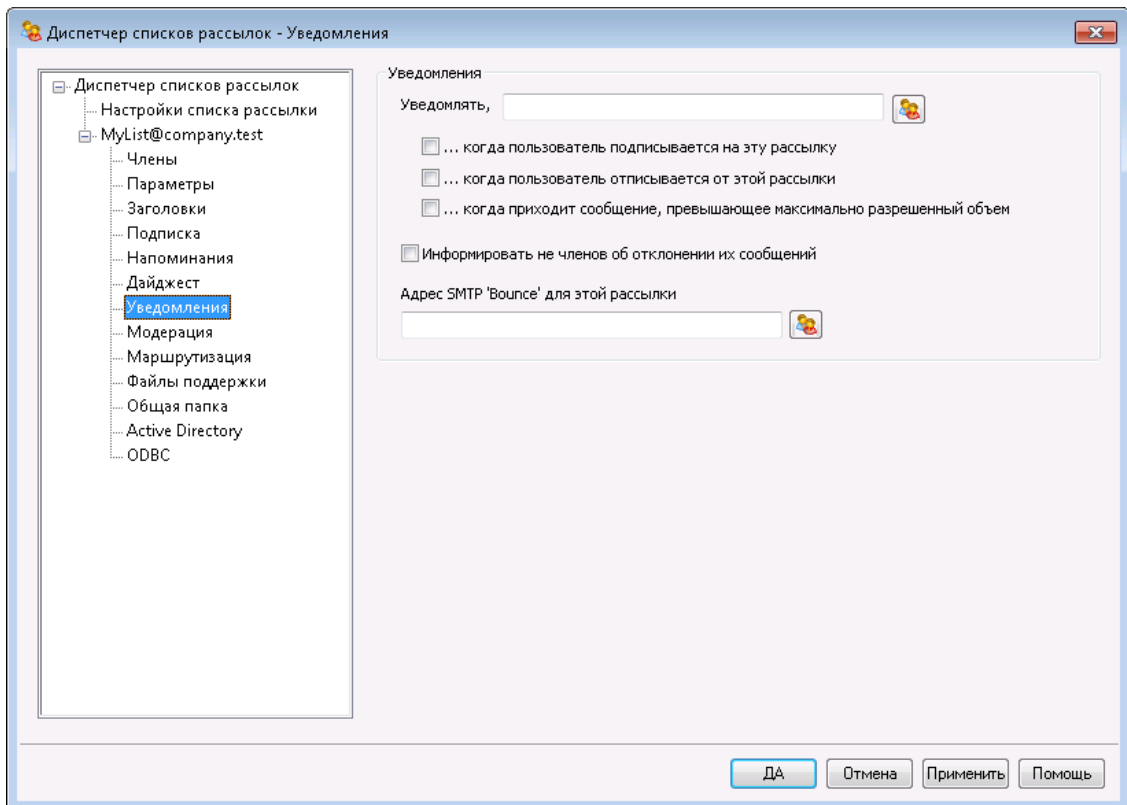 Диспетчер списков рассылок - Уведомления
Диспетчер списков рассылок
Настройки списка рассылки
MyList@company.test
Члены
Параметры
Заголовки
Подписка
Напоминания
Дайджест
Уведомления
Модерация
Маршрутизация
Файлы поддержки
Общая папка
Active Directory
ODBC
Уведомления
Уведомлять,
... когда пользователь подписывается на эту рассылку
... когда пользователь отписывается от этой рассылки
... когда приходит сообщение, превышающее максимально разрешенный объем
Информировать не членов об отклонении их сообщений
Адрес SMTP 'Bounce' для этой рассылки
ДА
Отмена
Применить
Помощь